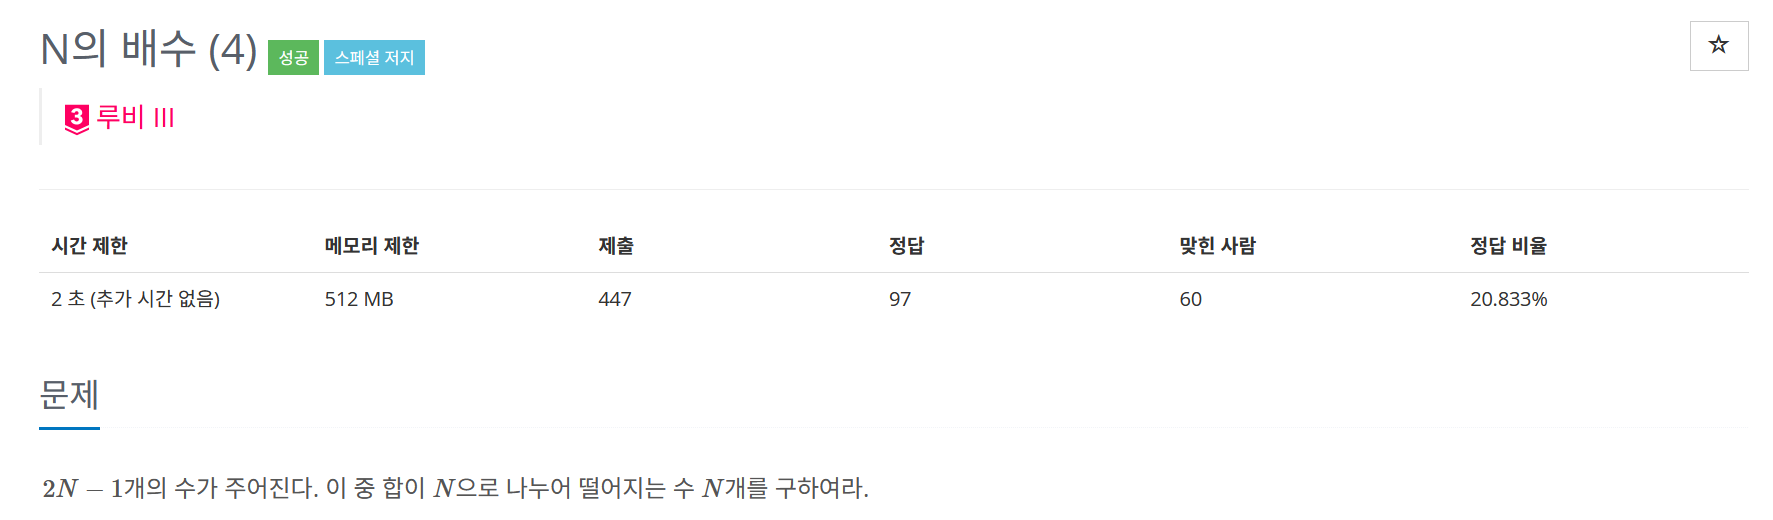 N의 배수 (4) 성공 스페셜 저지 ☆
3 루비 III
시간 제한 메모리 제한 제출 정답 맞힌 사람 정답 비율
2 초 (추가 시간 없음) 512 MB 447 97 60 20.833%
문제
2N − 1개의 수가 주어진다. 이 중 합이 N으로 나누어 떨어지는 수 N개를 구하여라.